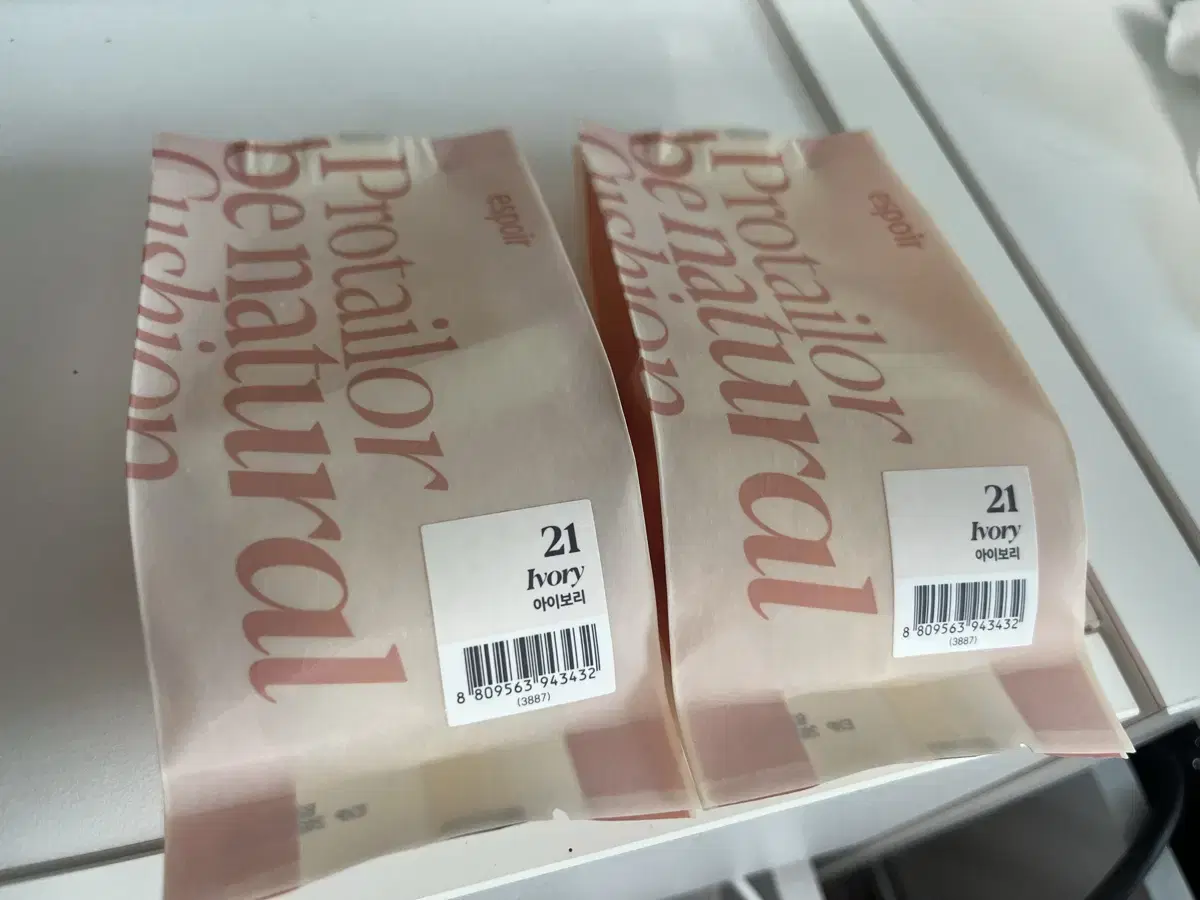 espoir
Protailor
be natural
Cushion
21
Ivory
아이보리
8 809563 943432
(3887)
espoir
Protailor
be natural
Cushion
21
Ivory
아이보리
8 809563 943432
(3887)